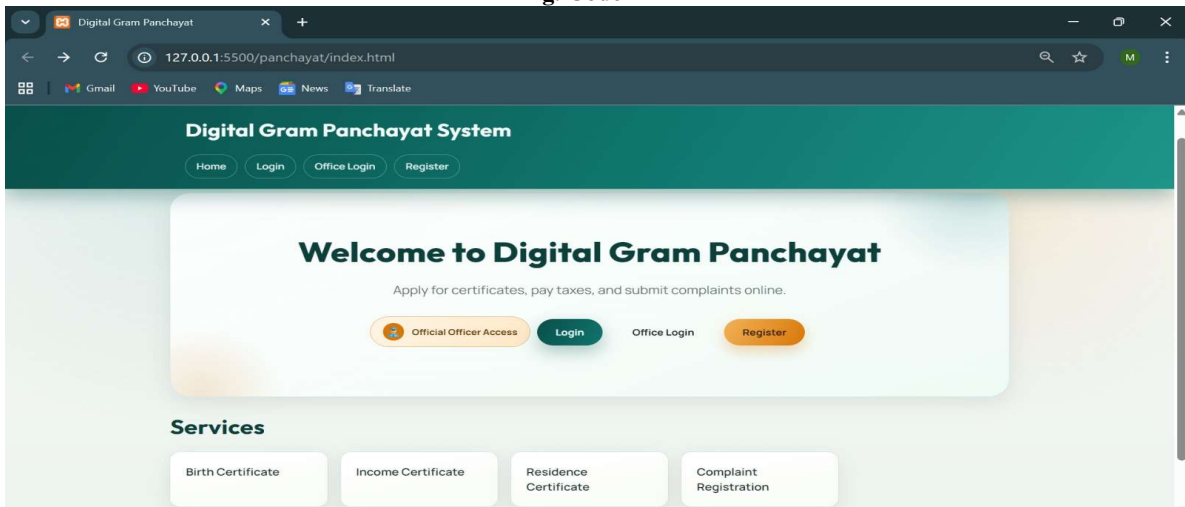 Digital Gram Panchayat
127.0.0.1:5500/panchayat/index.html
M
Gmail YouTube Maps News Translate
Digital Gram Panchayat System
Home Login Office Login Register
Welcome to Digital Gram Panchayat
Apply for certificates, pay taxes, and submit complaints online.
Official Officer Access Login Office Login Register
Services
Birth Certificate Income Certificate Residence Complaint
Certificate Registration